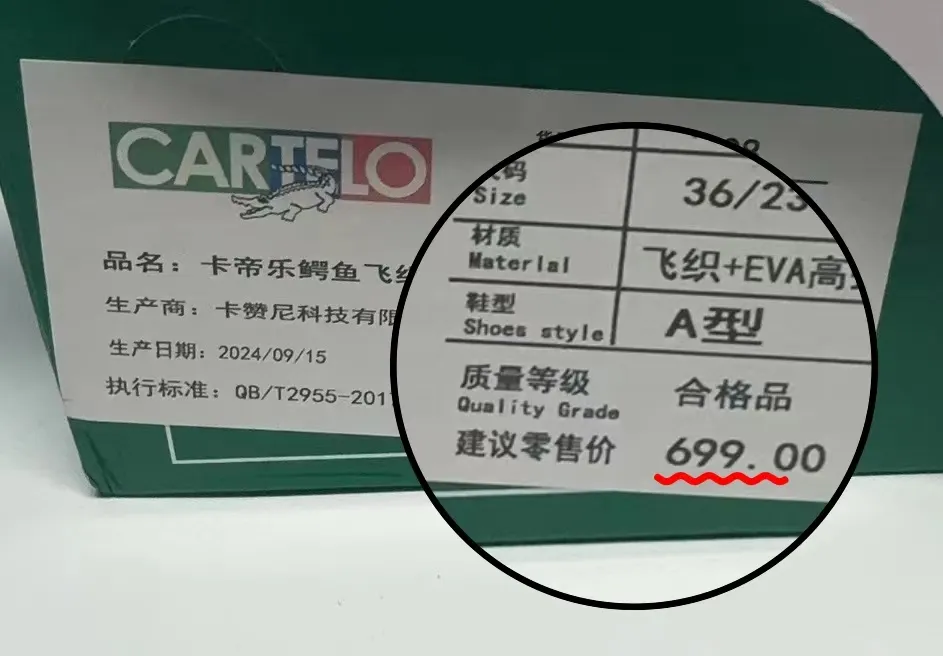 CARTELO
品名：卡帝乐鳄鱼飞织
生产商：卡赞尼科技有限
生产日期：2024/09/15
执行标准：QB/T2955-201
码
Size 36/23
材质
Material 飞织+EVA高
鞋型
Shoes style A型
质量等级
Quality Grade 合格品
建议零售价 699.00